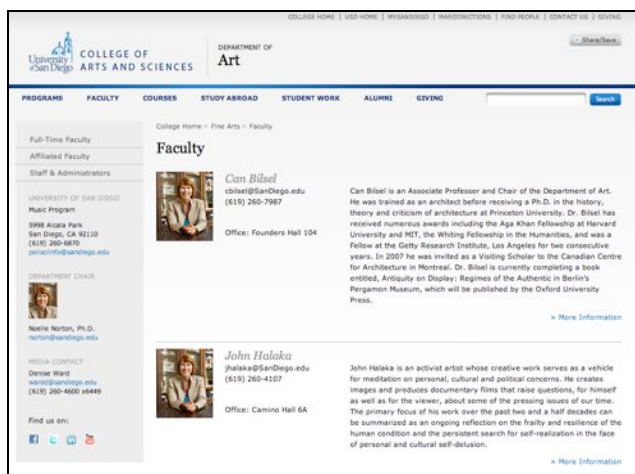 COLLEGE HOME | USD HOME | MYSANDIEGO | MAP/DIRECTIONS | FIND PEOPLE | CONTACT US | GIVING
University of San Diego
COLLEGE OF
ARTS AND SCIENCES
DEPARTMENT OF
Art
Share/Save
PROGRAMS FACULTY COURSES STUDY ABROAD STUDENT WORK ALUMNI GIVING Search
College Home > Fine Arts > Faculty
Faculty
Full-Time Faculty
Affiliated Faculty
Staff & Administrators
UNIVERSITY OF SAN DIEGO
Music Program
5998 Alcala Park
San Diego, CA 92110
(619) 260-6870
poliscinfo@sandiego.edu
DEPARTMENT CHAIR
Noelle Norton, Ph.D.
norton@sandiego.edu
MEDIA CONTACT
Denise Ward
wardd@sandiego.edu
(619) 260-4600 x6449
Find us on:
Can Bilsel
cbilsel@SanDiego.edu
(619) 260-7987
Office: Founders Hall 104
Can Bilsel is an Associate Professor and Chair of the Department of Art.
He was trained as an architect before receiving a Ph.D. in the history,
theory and criticism of architecture at Princeton University. Dr. Bilsel has
received numerous awards including the Aga Khan Fellowship at Harvard
University and MIT, the Whiting Fellowship in the Humanities, and was a
Fellow at the Getty Research Institute, Los Angeles for two consecutive
years. In 2007 he was invited as a Visiting Scholar to the Canadian Centre
for Architecture in Montreal. Dr. Bilsel is currently completing a book
entitled, Antiquity on Display: Regimes of the Authentic in Berlin's
Pergamon Museum, which will be published by the Oxford University
Press.
> More Information
John Halaka
jhalaka@SanDiego.edu
(619) 260-4107
Office: Camino Hall 6A
John Halaka is an activist artist whose creative work serves as a vehicle
for meditation on personal, cultural and political concerns. He creates
images and produces documentary films that raise questions, for himself
as well as for the viewer, about some of the pressing issues of our time.
The primary focus of his work over the past two and a half decades can
be summarized as an ongoing reflection on the frailty and resilience of the
human condition and the persistent search for self-realization in the face
of personal and cultural self-delusion.
> More Information